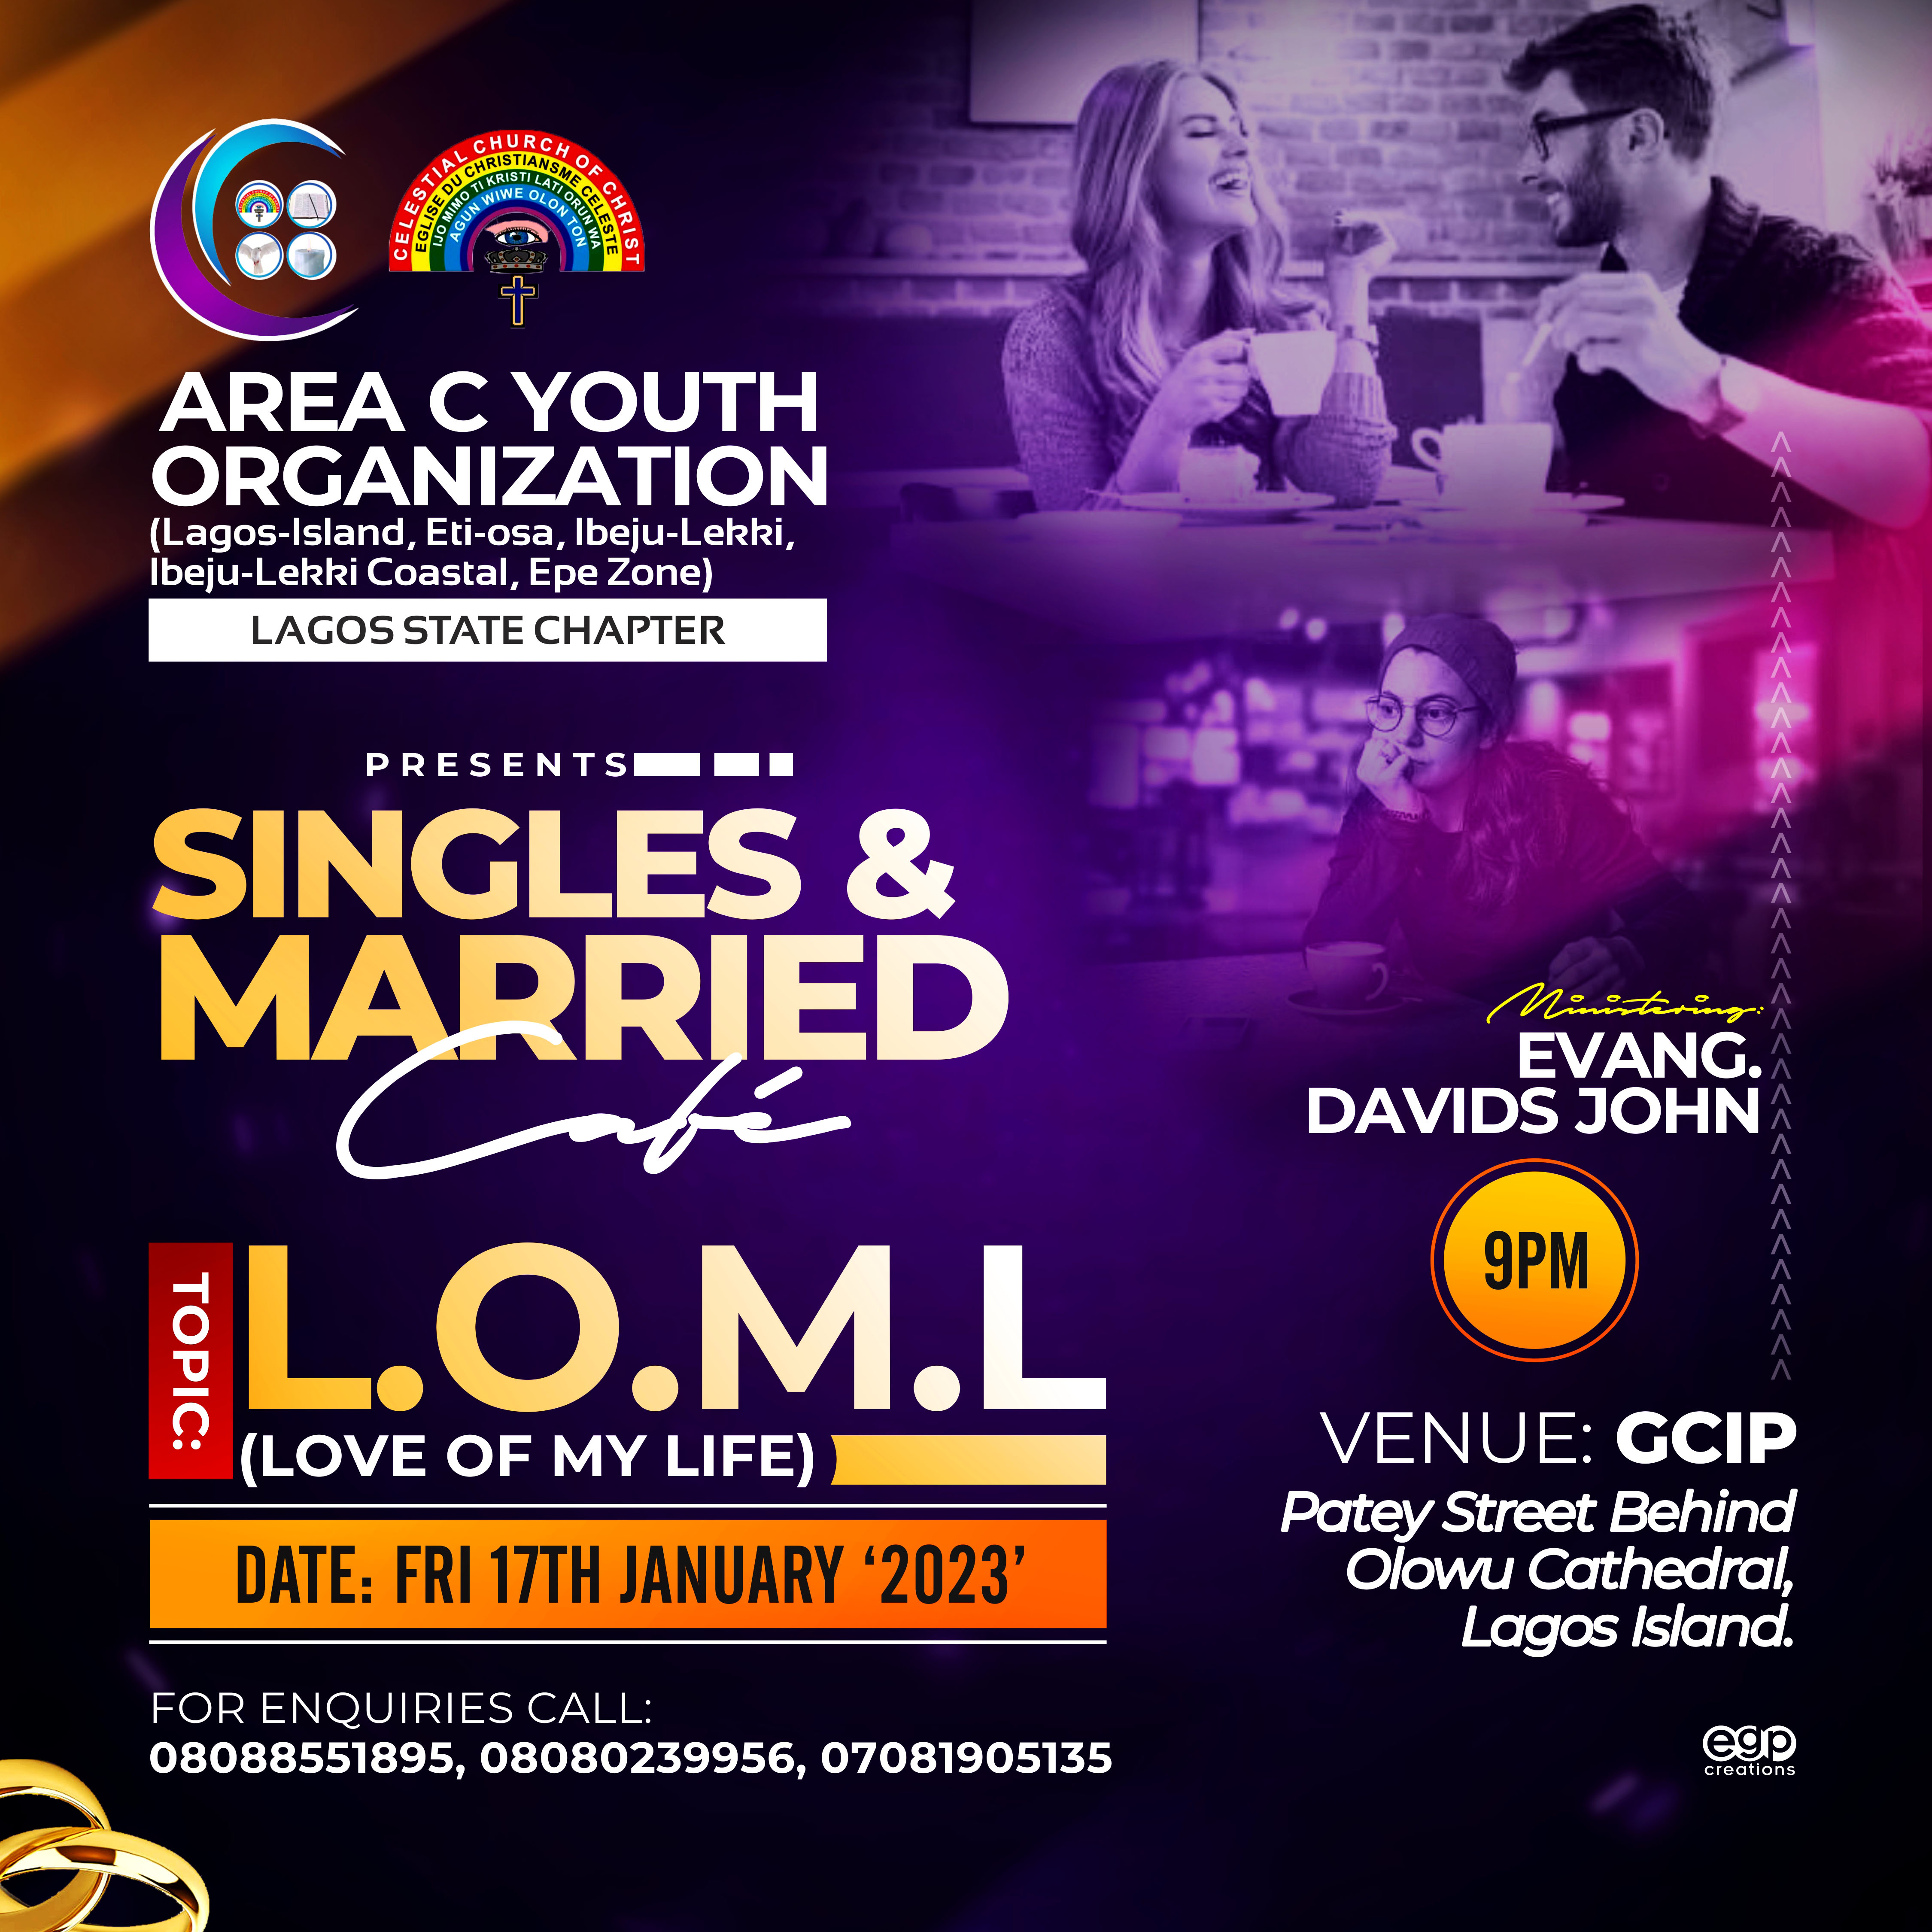 CELESTIAL CHURCH OF CHRIST
EGLISE DU CHRISTIANSME CELESTE
IJO MIMO TI KRISTI LATI ORUN WA
AGUN WIWE OLON TON
AREA C YOUTH
ORGANIZATION
(Lagos-Island, Eti-osa, Ibeju-Lekki,
Ibeju-Lekki Coastal, Epe Zone)
LAGOS STATE CHAPTER
PRESENTS
SINGLES &
MARRIED
Café
TOPIC:
L.O.M.L
(LOVE OF MY LIFE)
DATE: FRI 17TH JANUARY ‘2023’
FOR ENQUIRIES CALL:
08088551895, 08080239956, 07081905135
Ministering:
EVANG.
DAVIDS JOHN
9PM
VENUE: GCIP
Patey Street Behind
Olowu Cathedral,
Lagos Island.
egp
creations